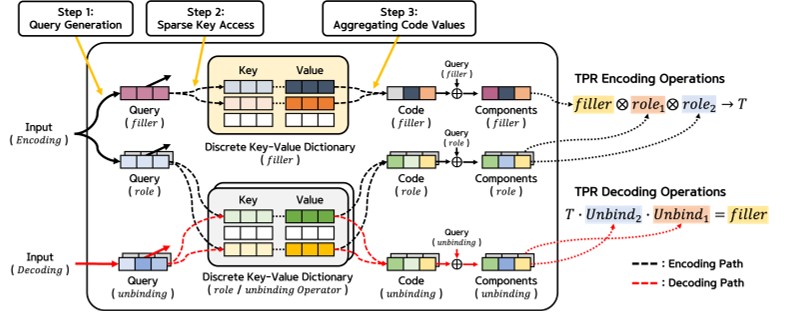 Step 1:
Query Generation
Step 2:
Sparse Key Access
Step 3:
Aggregating Code Values
Input
( Encoding )
Query
( filler )
Key
Value
Discrete Key-Value Dictionary
( filler )
Code
( filler )
Query
( filler )
Components
( filler )
Query
( role )
Code
( role )
Query
( role )
Components
( role )
Key
Value
Discrete Key-Value Dictionary
( role / unbinding Operator )
Input
( Decoding )
Query
( unbinding )
Code
( unbinding )
Query
( unbinding )
Components
( unbinding )
TPR Encoding Operations
filler ⊗ role₁ ⊗ role₂ → T
TPR Decoding Operations
T · Unbind₂ · Unbind₁ = filler
: Encoding Path
: Decoding Path